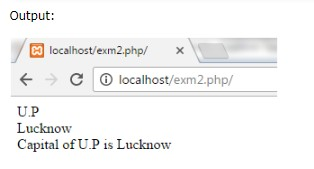 Output:
localhost/exm2.php/
localhost/exm2.php/
U.P
Lucknow
Capital of U.P is Lucknow